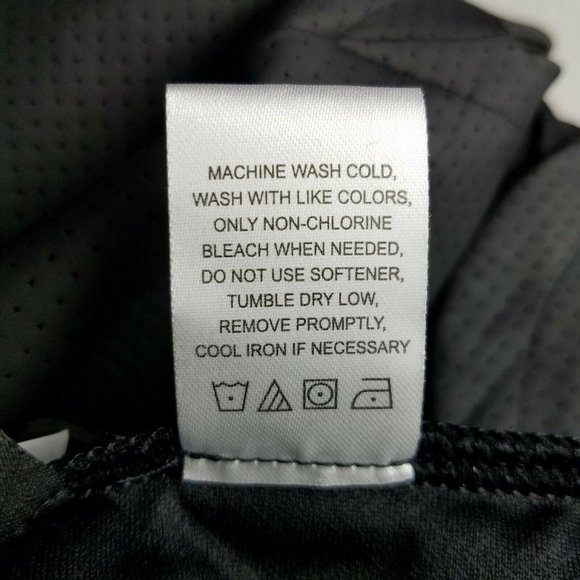 MACHINE WASH COLD,
WASH WITH LIKE COLORS,
ONLY NON-CHLORINE
BLEACH WHEN NEEDED,
DO NOT USE SOFTENER,
TUMBLE DRY LOW,
REMOVE PROMPTLY,
COOL IRON IF NECESSARY